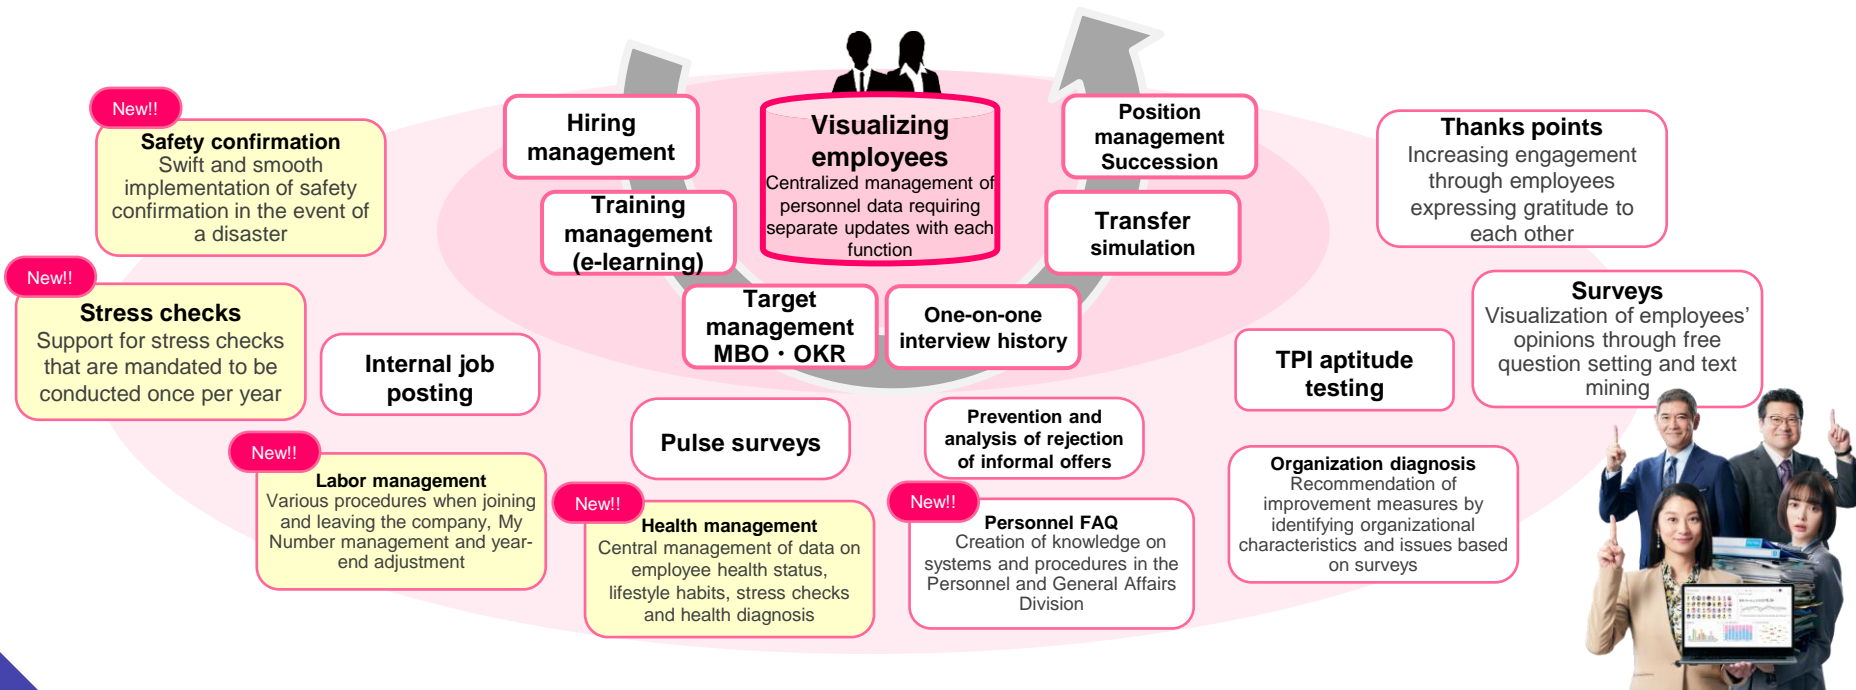 New!!
Safety confirmation
Swift and smooth
implementation of safety
confirmation in the event of
a disaster
Hiring
management
Visualizing
employees
Centralized management of
personnel data requiring
separate updates with each
function
Position
management
Succession
Thanks points
Increasing engagement
through employees
expressing gratitude to
each other
Training
management
(e-learning)
Transfer
simulation
New!!
Stress checks
Support for stress checks
that are mandated to be
conducted once per year
Internal job
posting
Target
management
MBO・OKR
One-on-one
interview history
TPI aptitude
testing
Surveys
Visualization of employees’
opinions through free
question setting and text
mining
Pulse surveys
Prevention and
analysis of rejection
of informal offers
New!!
Labor management
Various procedures when joining
and leaving the company, My
Number management and year-
end adjustment
New!!
Health management
Central management of data on
employee health status,
lifestyle habits, stress checks
and health diagnosis
New!!
Personnel FAQ
Creation of knowledge on
systems and procedures in the
Personnel and General Affairs
Division
Organization diagnosis
Recommendation of
improvement measures by
identifying organizational
characteristics and issues based
on surveys